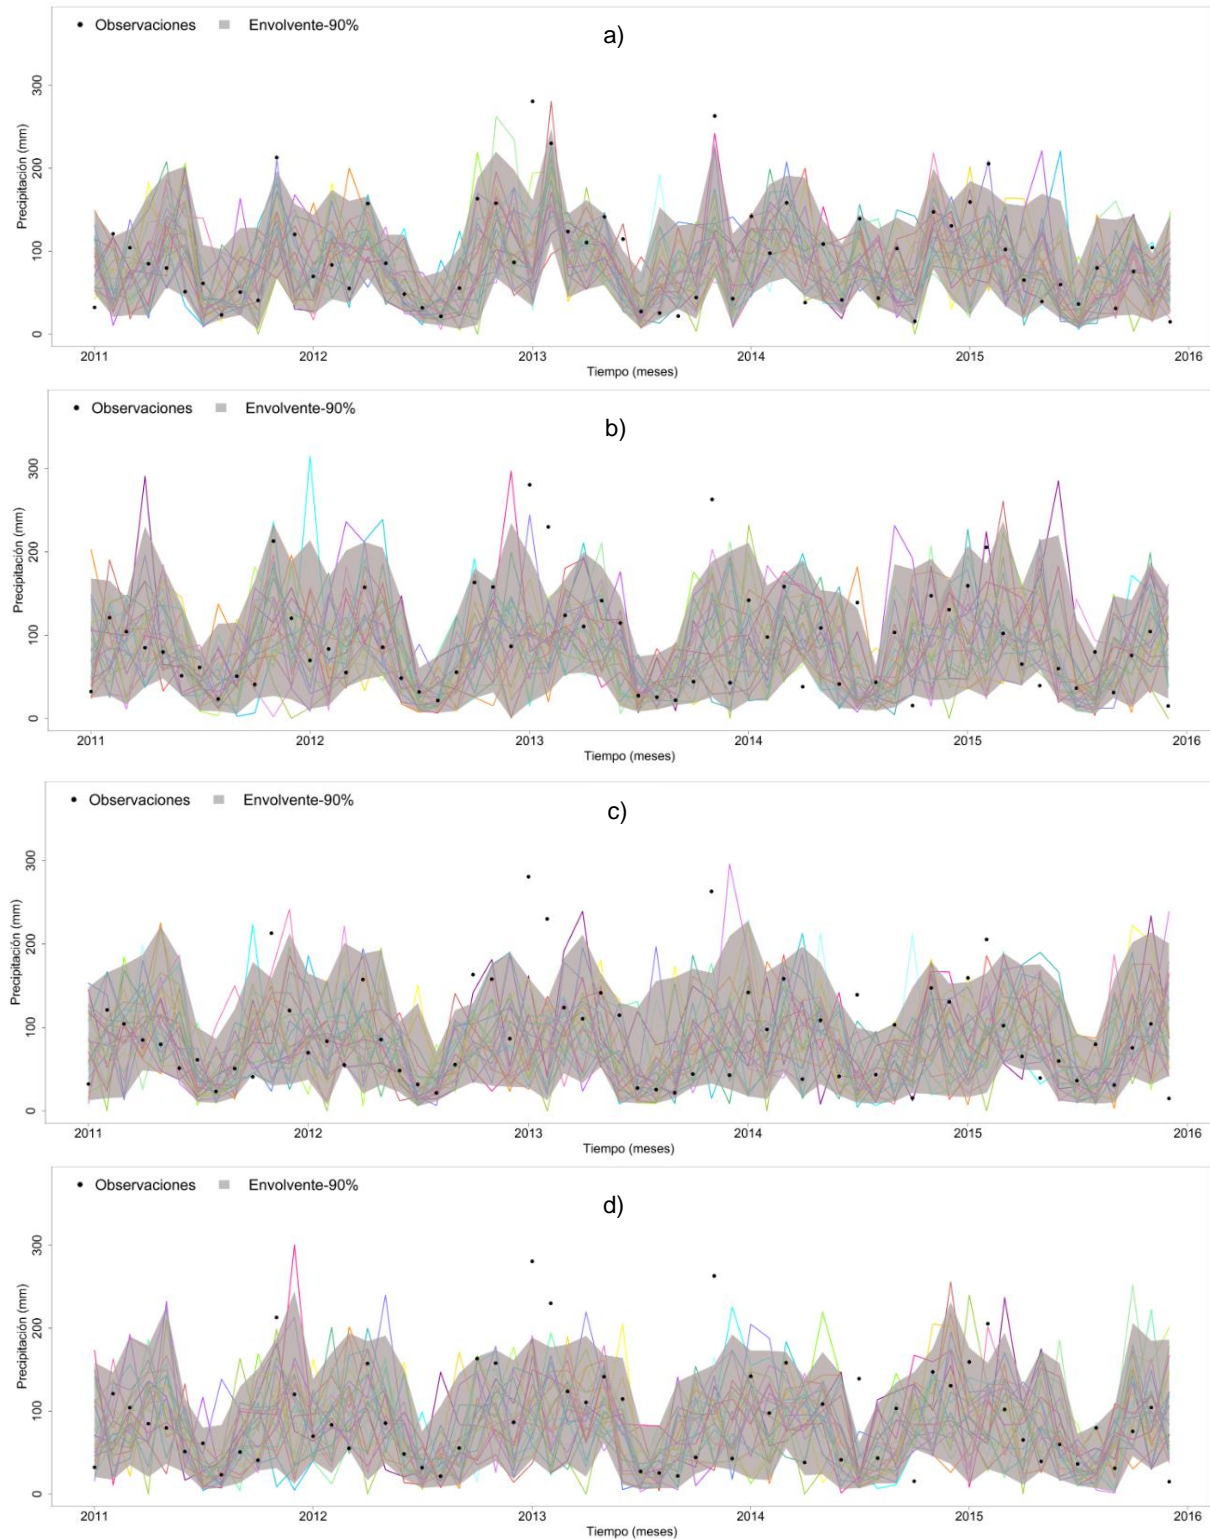 Observaciones Envolvente-90%
a)
Precipitación (mm)
300
200
100
0
2011 2012 2013 2014 2015 2016
Tiempo (meses)
Observaciones Envolvente-90%
b)
Precipitación (mm)
300
200
100
0
2011 2012 2013 2014 2015 2016
Tiempo (meses)
Observaciones Envolvente-90%
c)
Precipitación (mm)
300
200
100
0
2011 2012 2013 2014 2015 2016
Tiempo (meses)
Observaciones Envolvente-90%
d)
Precipitación (mm)
300
200
100
0
2011 2012 2013 2014 2015 2016
Tiempo (meses)